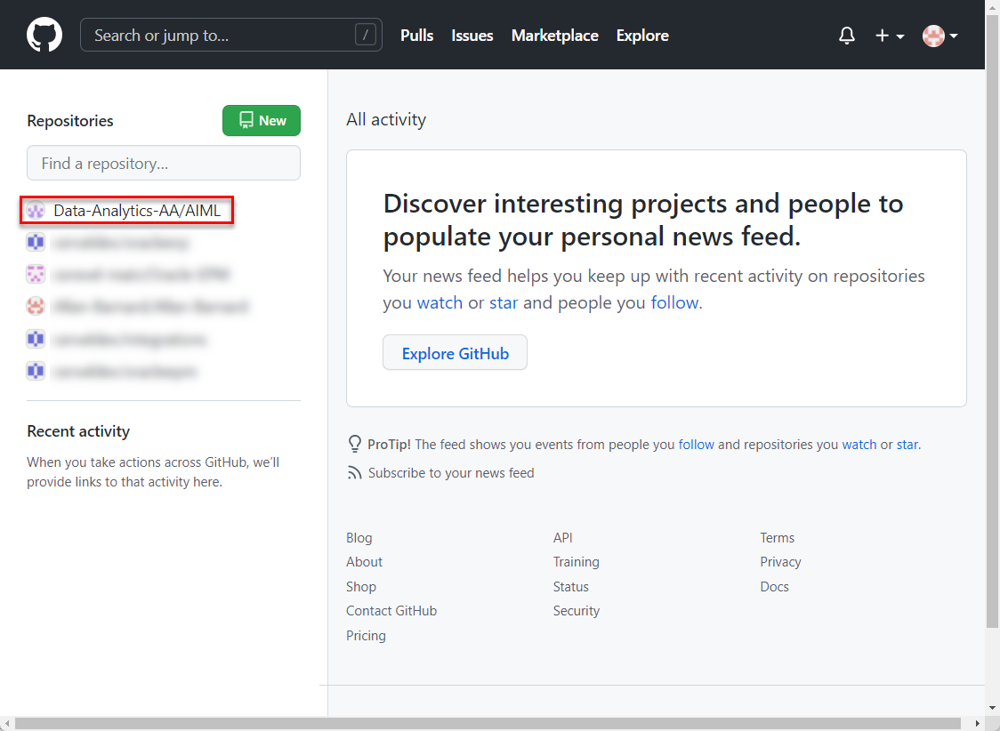 Search or jump to...
/
Pulls
Issues
Marketplace
Explore
Repositories
New
Find a repository...
Data-Analytics-AA/AIML
Recent activity
When you take actions across GitHub, we’ll
provide links to that activity here.
All activity
Discover interesting projects and people to
populate your personal news feed.
Your news feed helps you keep up with recent activity on repositories
you watch or star and people you follow.
Explore GitHub
ProTip! The feed shows you events from people you follow and repositories you watch or star.
Subscribe to your news feed
Blog
About
Shop
Contact GitHub
Pricing
API
Training
Status
Security
Terms
Privacy
Docs